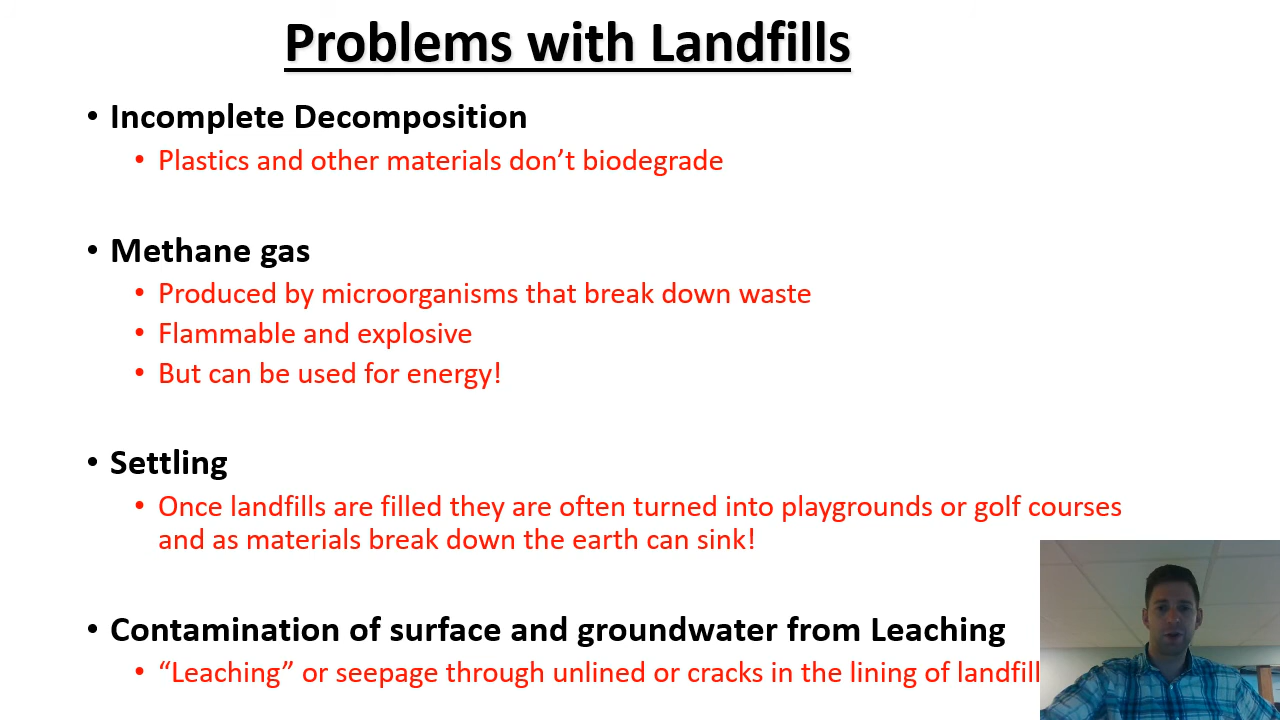 Problems with Landfills
• Incomplete Decomposition
• Plastics and other materials don’t biodegrade
• Methane gas
• Produced by microorganisms that break down waste
• Flammable and explosive
• But can be used for energy!
• Settling
• Once landfills are filled they are often turned into playgrounds or golf courses
and as materials break down the earth can sink!
• Contamination of surface and groundwater from Leaching
• “Leaching” or seepage through unlined or cracks in the lining of landfill